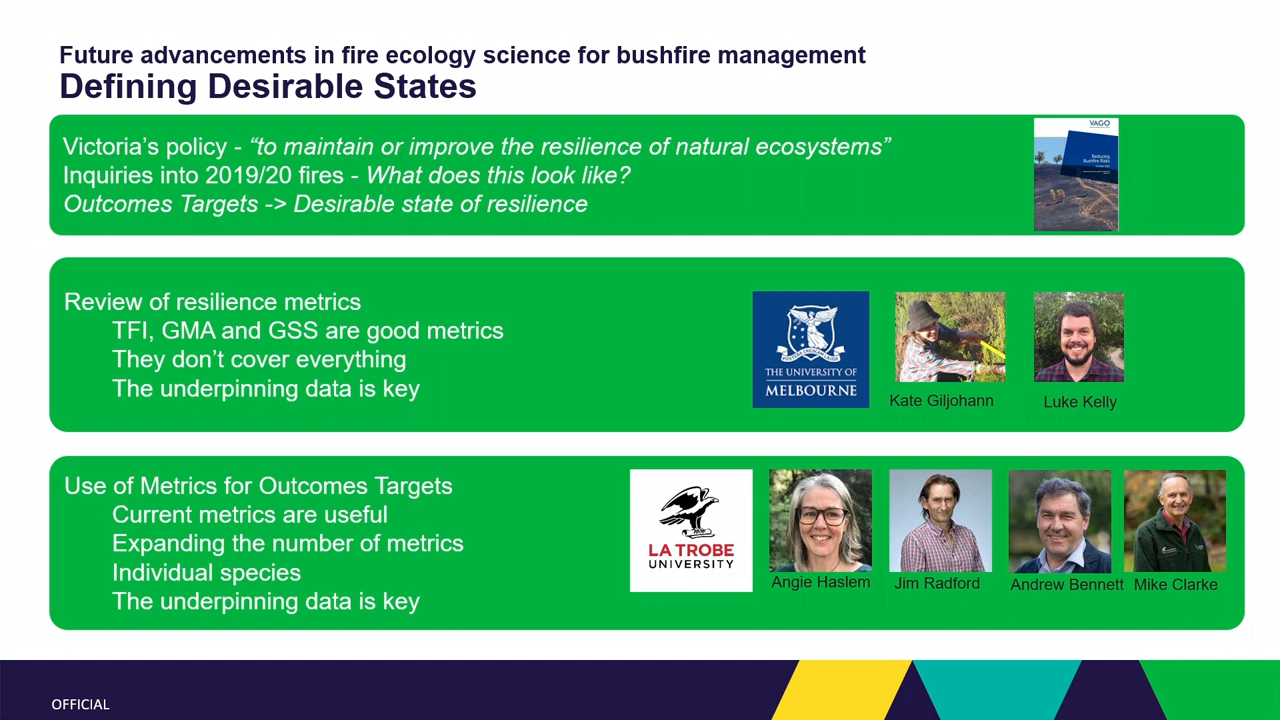 Future advancements in fire ecology science for bushfire management
Defining Desirable States
Victoria’s policy - “to maintain or improve the resilience of natural ecosystems”
Inquiries into 2019/20 fires - What does this look like?
Outcomes Targets -> Desirable state of resilience
VAGO
Reducing
Bushfire Risks
Review of resilience metrics
TFI, GMA and GSS are good metrics
They don’t cover everything
The underpinning data is key
THE UNIVERSITY OF
MELBOURNE
Kate Giljohann
Luke Kelly
Use of Metrics for Outcomes Targets
Current metrics are useful
Expanding the number of metrics
Individual species
The underpinning data is key
LA TROBE
UNIVERSITY
Angie Haslem
Jim Radford
Andrew Bennett
Mike Clarke
OFFICIAL